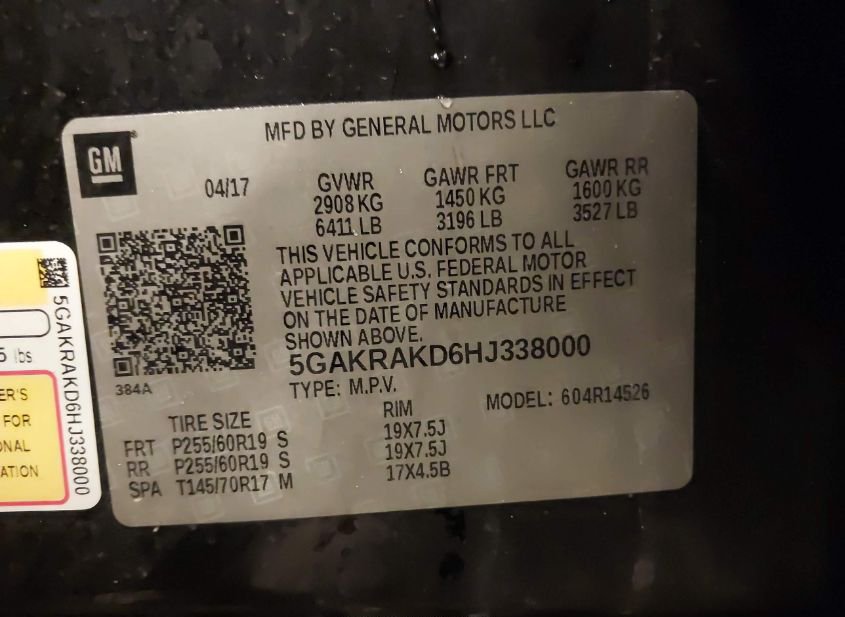 MFD BY GENERAL MOTORS LLC
GM
04/17
GVWR GAWR FRT GAWR RR
2908 KG 1450 KG 1600 KG
6411 LB 3196 LB 3527 LB
THIS VEHICLE CONFORMS TO ALL
APPLICABLE U.S. FEDERAL MOTOR
VEHICLE SAFETY STANDARDS IN EFFECT
ON THE DATE OF MANUFACTURE
SHOWN ABOVE.
5GAKRAKD6HJ338000
384A
TYPE: M.P.V. MODEL: 604R14526
TIRE SIZE RIM
FRT P255/60R19 S 19X7.5J
RR P255/60R19 S 19X7.5J
SPA T145/70R17 M 17X4.5B
5GAKRAKD6HJ338000
5 lbs
ER'S
FOR
ONAL
ATION